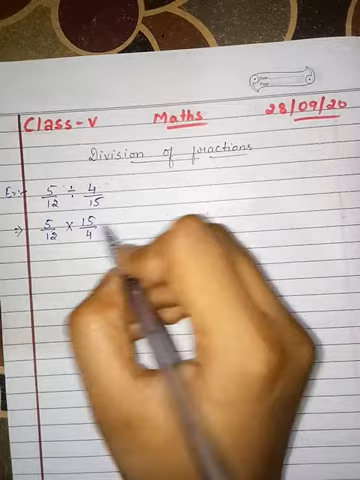 Class-V Maths 28/09/20
Division of fractions
Ex:- 5/12 ÷ 4/15
⇒ 5/12 × 15/4